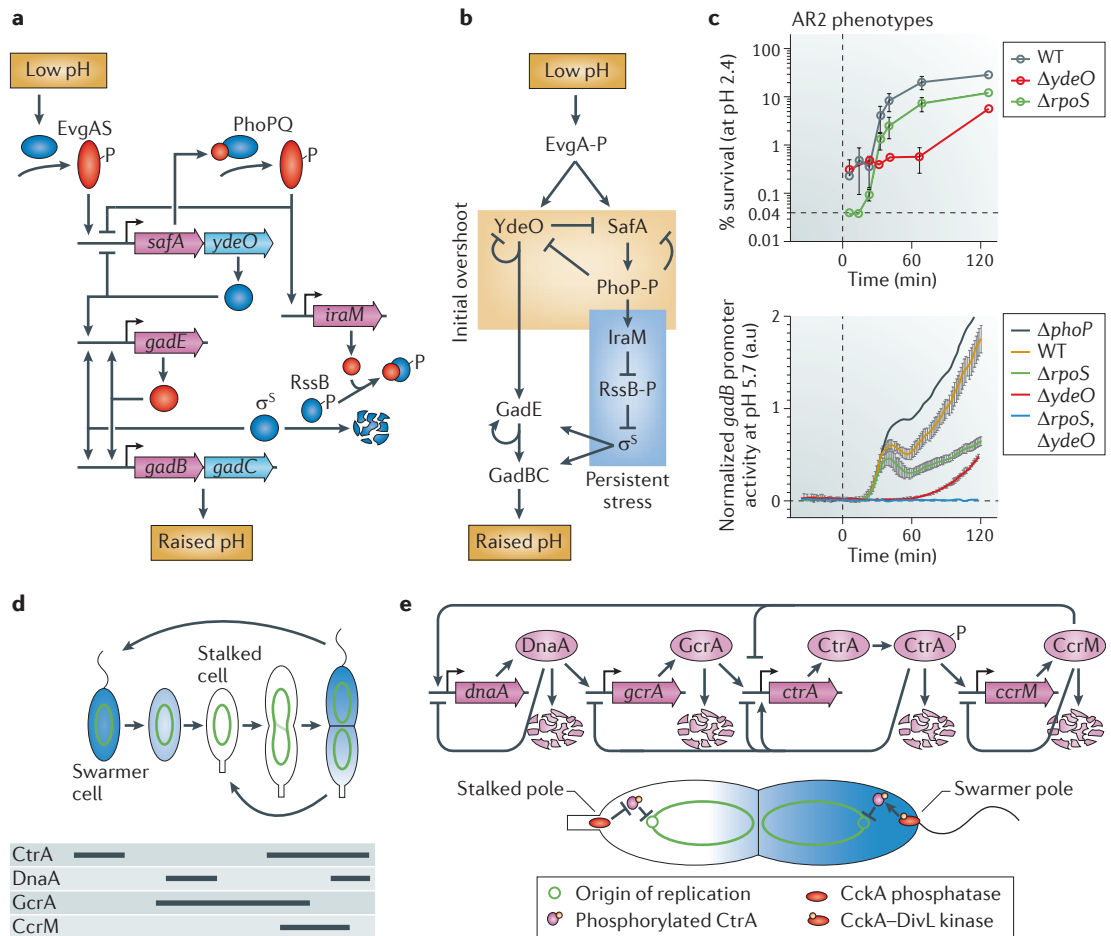 a
Low pH
EvgAS
P
PhoPQ
P
safA
ydeO
iraM
gadE
RssB
P
P
σS
gadB
gadC
Raised pH
b
Low pH
EvgA-P
Initial overshoot
YdeO
SafA
PhoP-P
IraM
RssB-P
GadE
σS
GadBC
Persistent
stress
Raised pH
c
AR2 phenotypes
% survival (at pH 2.4)
100
10
1
0.4
0.1
0.04
0.01
0
60
120
Time (min)
WT
ΔydeO
ΔrpoS
Normalized gadB promoter
activity at pH 5.7 (a.u)
2
1
0
0
60
120
Time (min)
ΔphoP
WT
ΔrpoS
ΔydeO
ΔrpoS,
ΔydeO
d
Stalked
cell
Swarmer
cell
CtrA
DnaA
GcrA
CcrM
e
DnaA
GcrA
CtrA
CtrA
P
CcrM
dnaA
gcrA
ctrA
ccrM
Stalked pole
Swarmer pole
Origin of replication
CckA phosphatase
Phosphorylated CtrA
CckA–DivL kinase